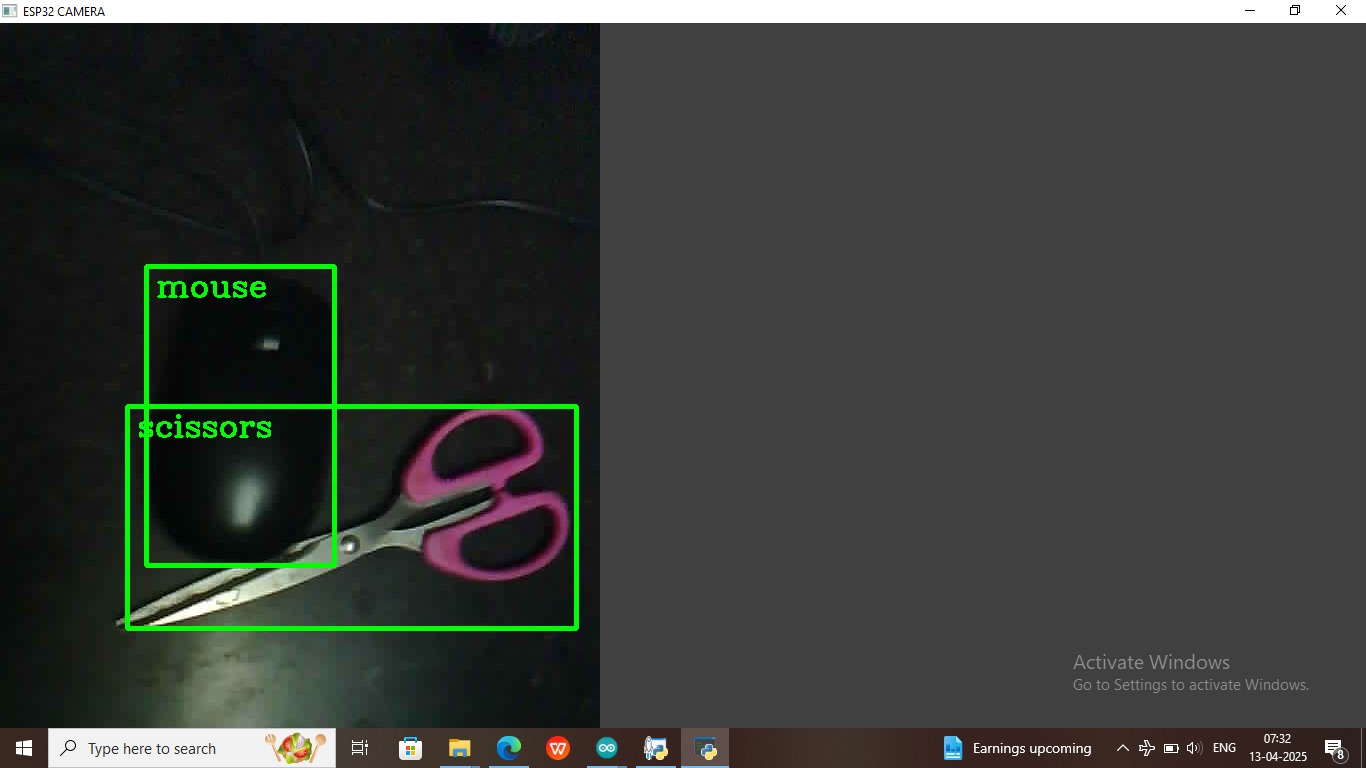 ESP32 CAMERA
mouse
scissors
Activate Windows
Go to Settings to activate Windows.
Type here to search
W
Earnings upcoming
ENG
07:32
13-04-2025
8